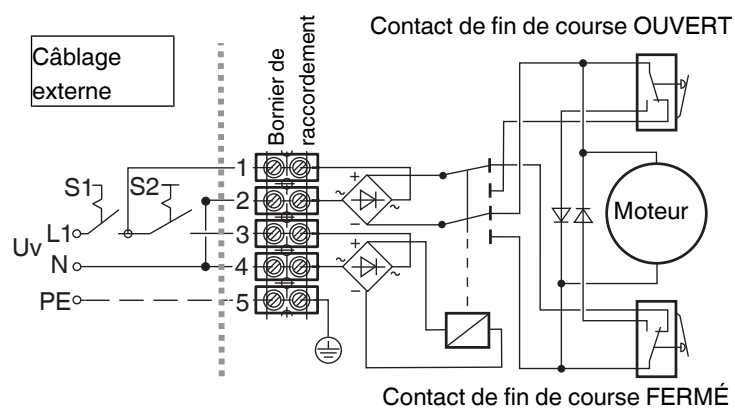 Contact de fin de course OUVERT
Câblage
externe
Bornier de
raccordement
1
S1
S2
+
~
~
2
−
L1
3
Uv
+
Moteur
N
4
~
~
−
PE
5
Contact de fin de course FERMÉ